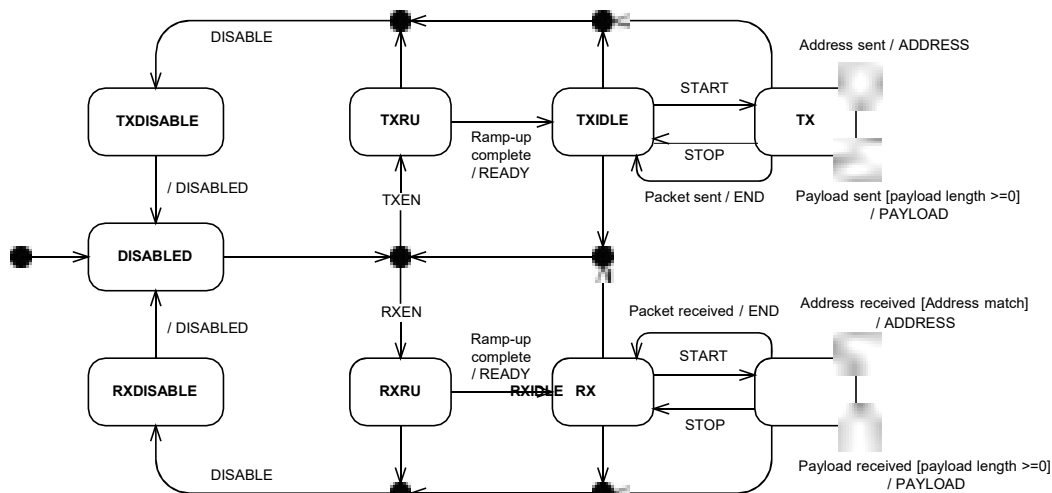 DISABLE
Address sent / ADDRESS
START
TXDISABLE
TXRU
TXIDLE
TX
Ramp-up
complete
/ READY
STOP
/ DISABLED
TXEN
Packet sent / END
Payload sent [payload length >=0]
/ PAYLOAD
DISABLED
RXEN
Packet received / END
Address received [Address match]
/ ADDRESS
/ DISABLED
Ramp-up
complete
/ READY
START
RXDISABLE
RXRU
RXIDLE
RX
STOP
DISABLE
Payload received [payload length >=0]
/ PAYLOAD